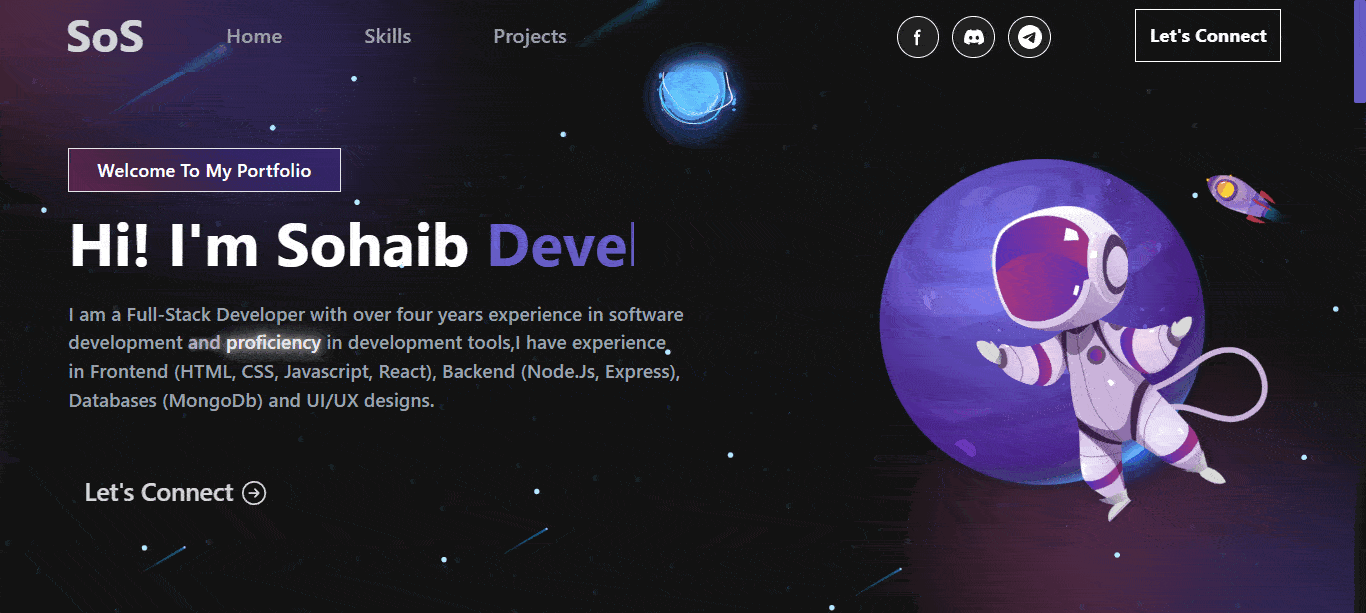 SoS
Home
Skills
Projects
Let's Connect
Welcome To My Portfolio
Hi! I'm Sohaib Deve
I am a Full-Stack Developer with over four years experience in software
development and proficiency in development tools,I have experience
in Frontend (HTML, CSS, Javascript, React), Backend (Node.Js, Express),
Databases (MongoDb) and UI/UX designs.
Let's Connect